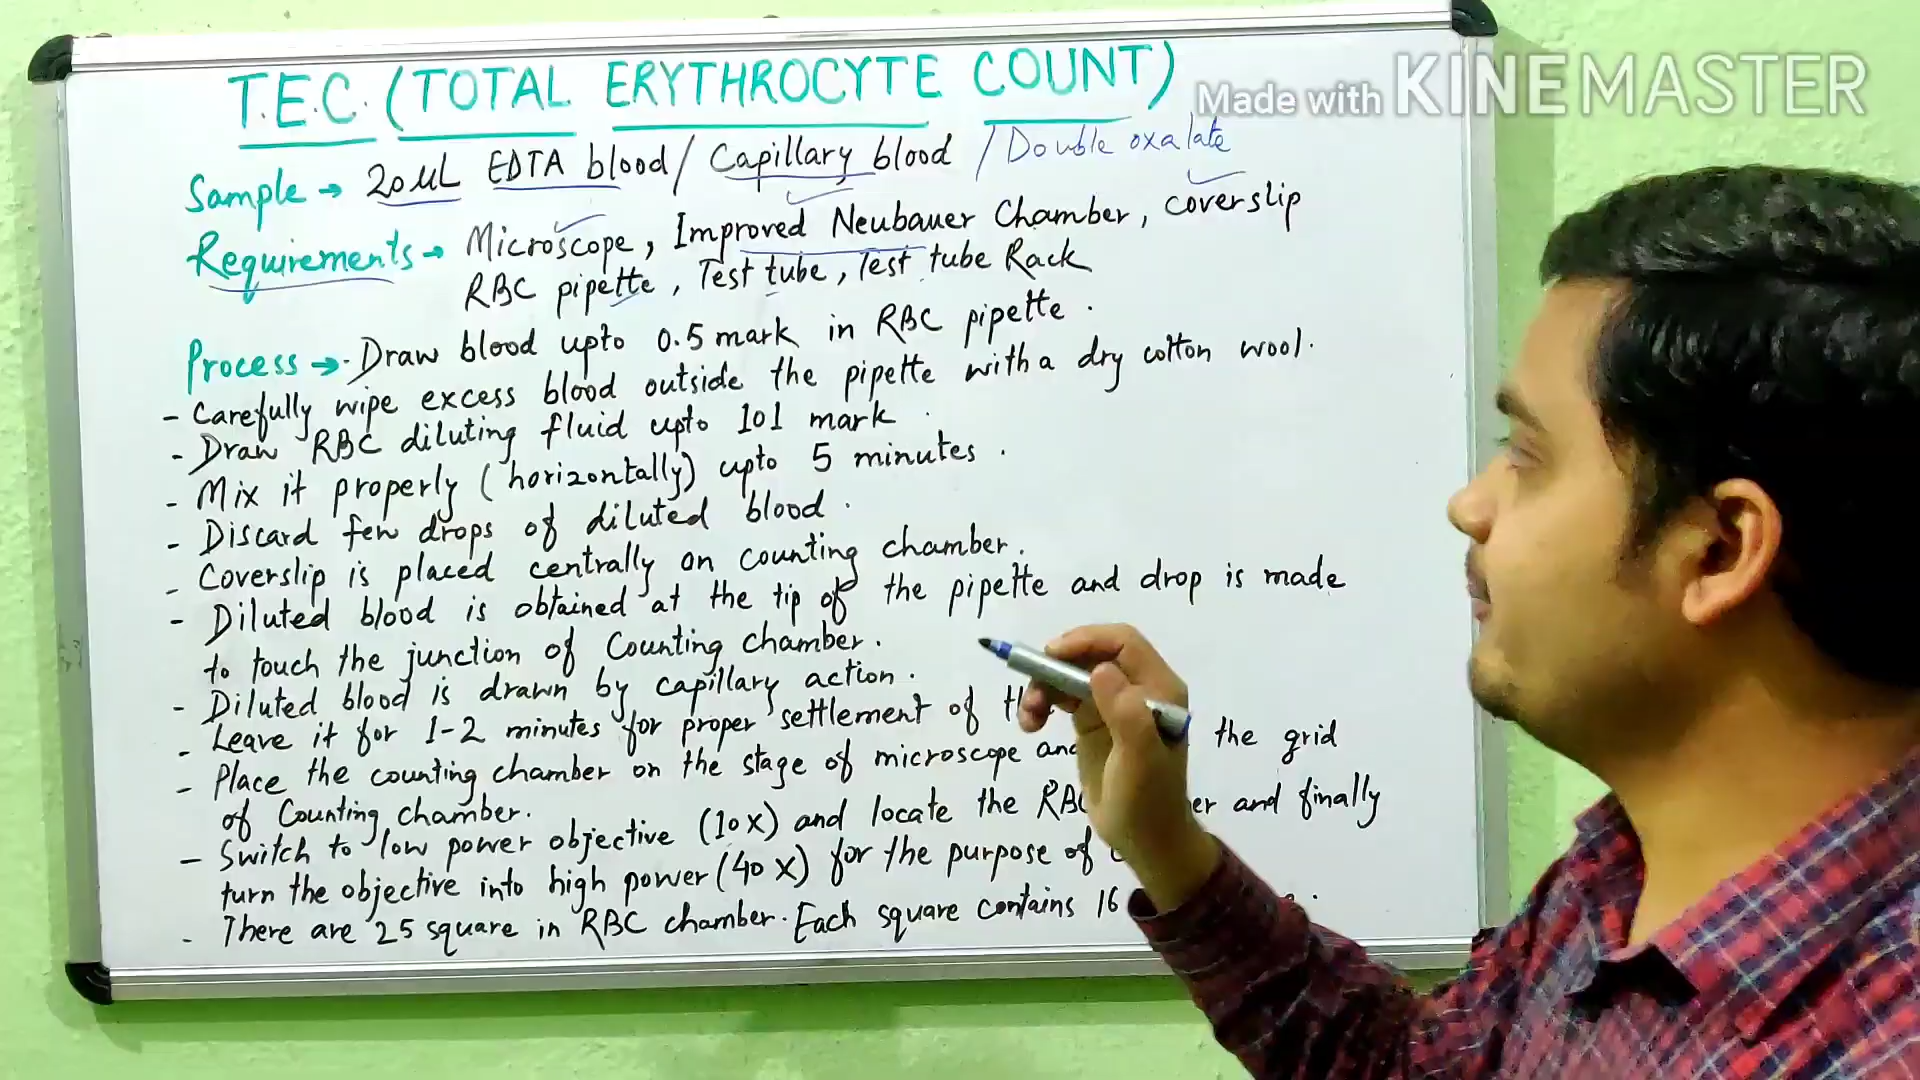 T.E.C. (TOTAL ERYTHROCYTE COUNT)
Made with KINEMASTER
Sample → 20 ML EDTA blood / Capillary blood / Double oxalate
Requirements → Microscope, Improved Neubauer Chamber, coverslip
RBC pipette, Test tube, Test tube Rack
Process → · Draw blood upto 0.5 mark in RBC pipette.
- Carefully wipe excess blood outside the pipette with a dry cotton wool.
- Draw RBC diluting fluid upto 101 mark.
- Mix it properly (horizontally) upto 5 minutes.
- Discard few drops of diluted blood.
- Coverslip is placed centrally on counting chamber.
- Diluted blood is obtained at the tip of the pipette and drop is made
to touch the junction of Counting chamber.
- Diluted blood is drawn by capillary action.
- Leave it for 1-2 minutes for proper settlement of
- Place the counting chamber on the stage of microscope and the grid
of Counting chamber.
- Switch to low power objective (10 X) and locate the RBC and finally
turn the objective into high power (40 X) for the purpose of
- There are 25 square in RBC chamber. Each square contains 16